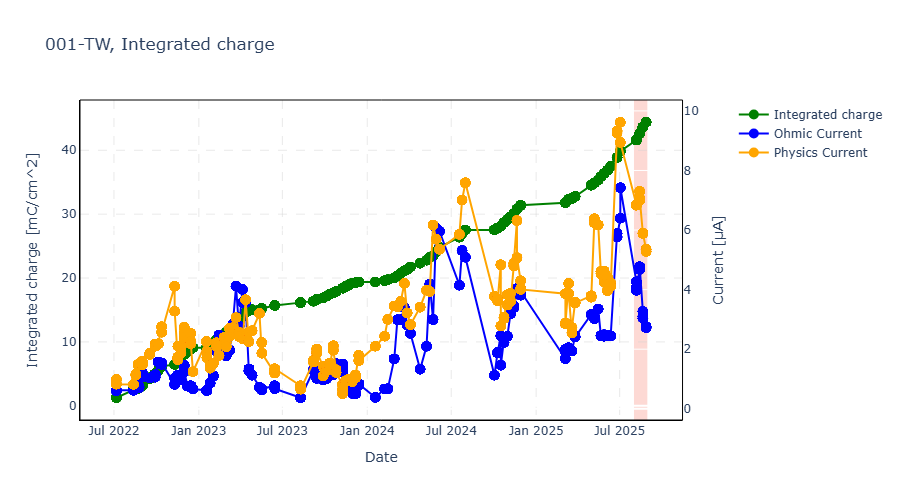 001-TW, Integrated charge
Integrated charge
Ohmic Current
Physics Current
Integrated charge [mC/cm^2]
40
30
20
10
0
Current [μA]
10
8
6
4
2
0
Jul 2022
Jan 2023
Jul 2023
Jan 2024
Jul 2024
Jan 2025
Jul 2025
Date